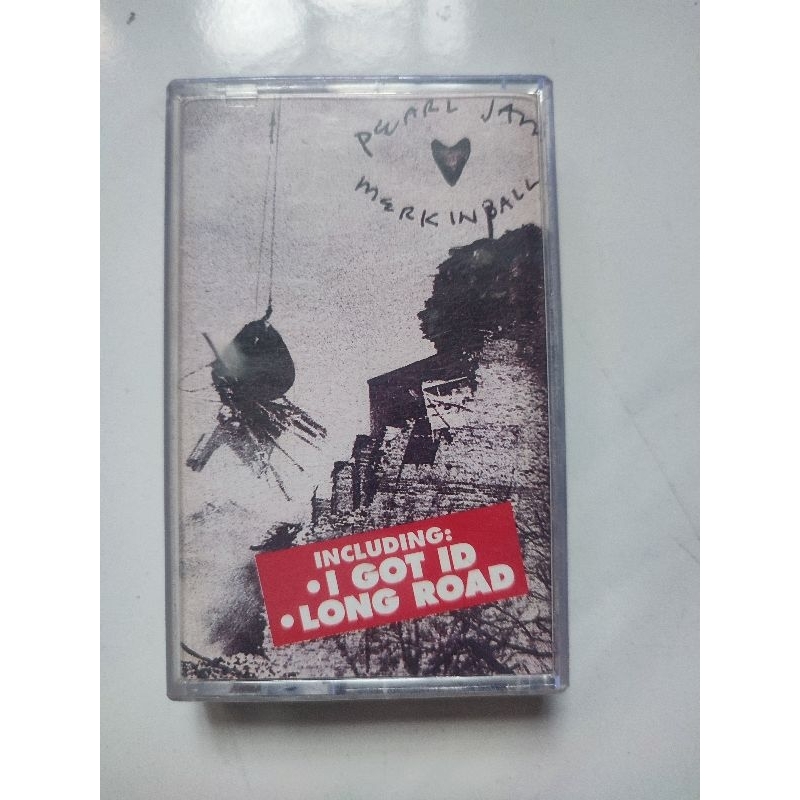 PEARL JAM
MERKINBALL
INCLUDING:
• I GOT ID
• LONG ROAD